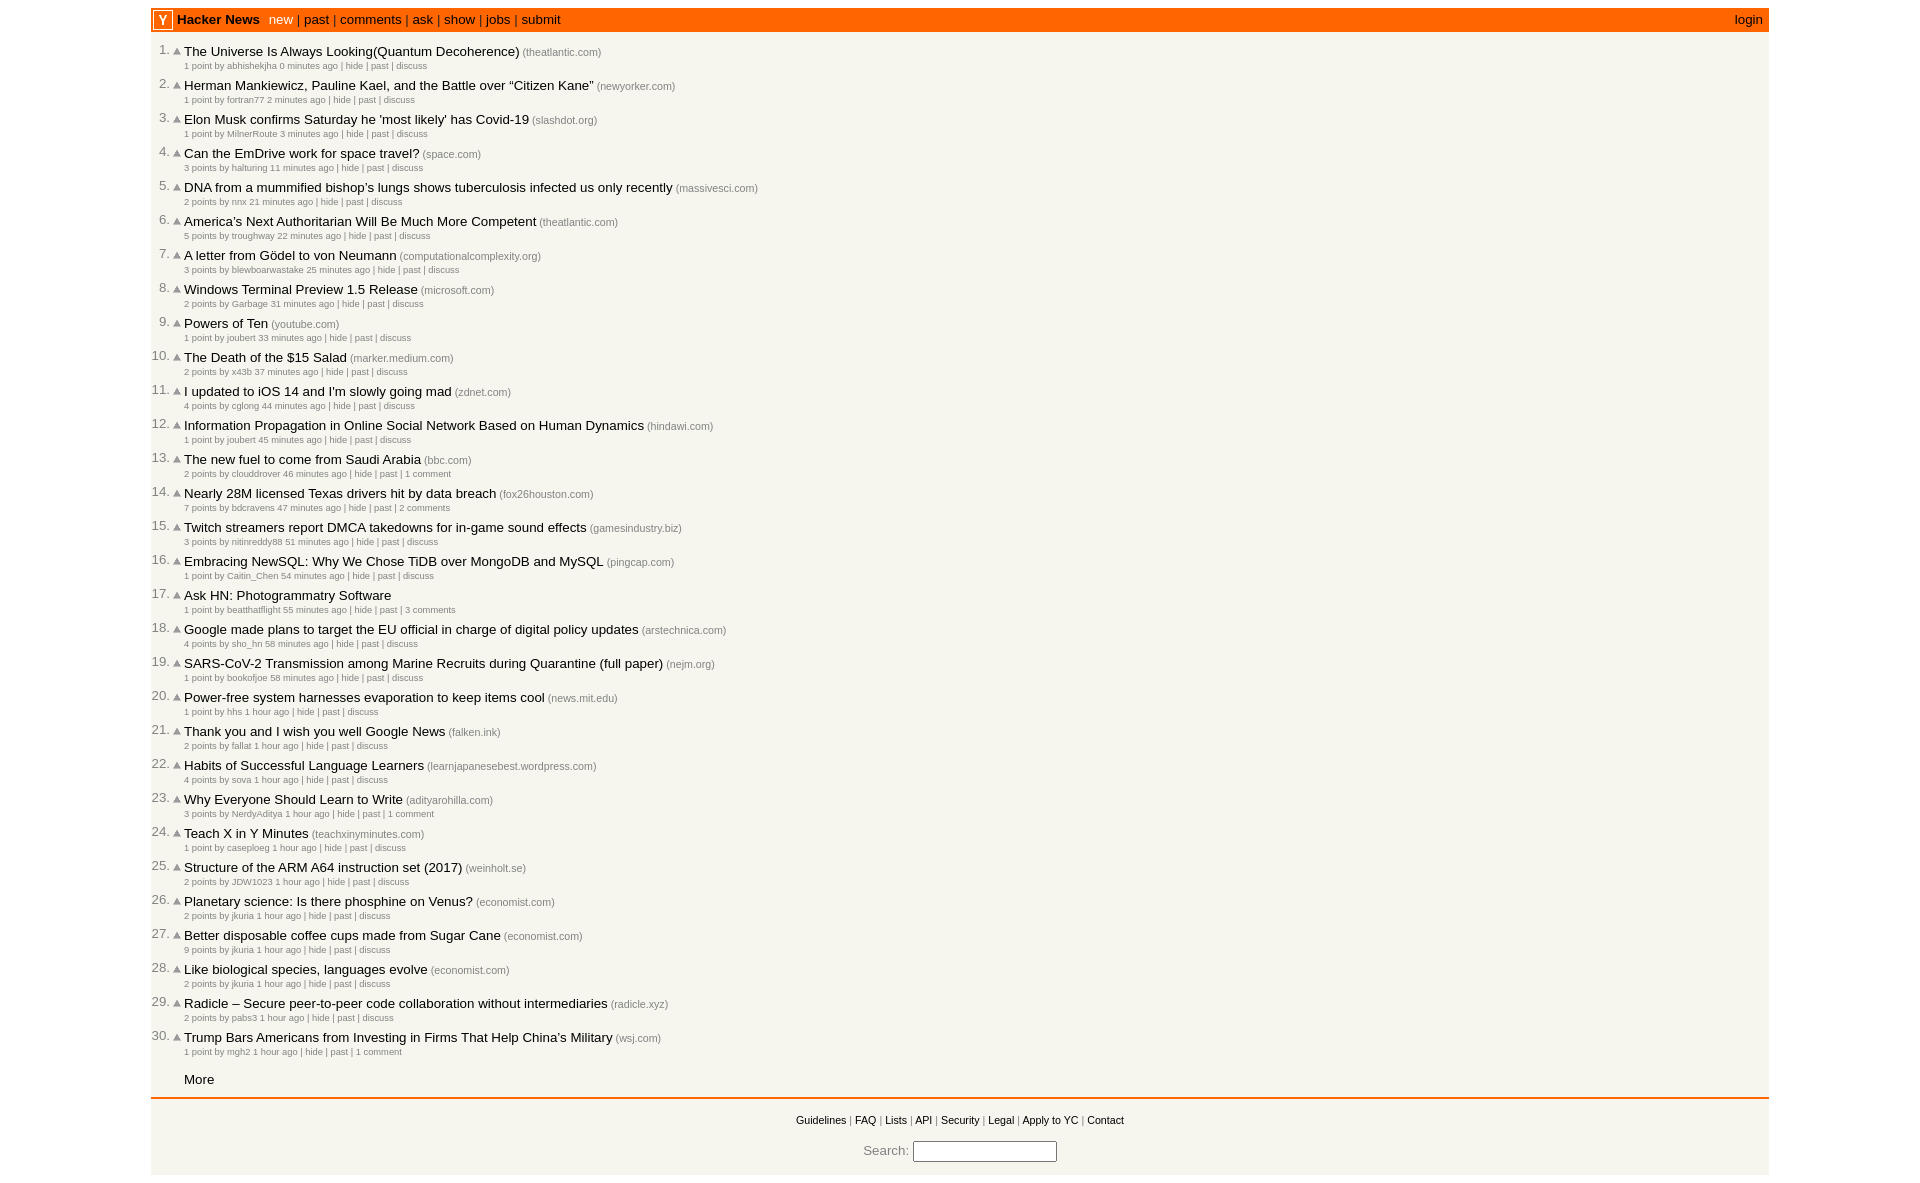 Y Hacker News new | past | comments | ask | show | jobs | submit login
1. The Universe Is Always Looking(Quantum Decoherence) (theatlantic.com)
1 point by abhishekjha 0 minutes ago | hide | past | discuss
2. Herman Mankiewicz, Pauline Kael, and the Battle over “Citizen Kane” (newyorker.com)
1 point by fortran77 2 minutes ago | hide | past | discuss
3. Elon Musk confirms Saturday he 'most likely' has Covid-19 (slashdot.org)
1 point by MilnerRoute 3 minutes ago | hide | past | discuss
4. Can the EmDrive work for space travel? (space.com)
3 points by halturing 11 minutes ago | hide | past | discuss
5. DNA from a mummified bishop’s lungs shows tuberculosis infected us only recently (massivesci.com)
2 points by nnx 21 minutes ago | hide | past | discuss
6. America’s Next Authoritarian Will Be Much More Competent (theatlantic.com)
5 points by troughway 22 minutes ago | hide | past | discuss
7. A letter from Gödel to von Neumann (computationalcomplexity.org)
3 points by blewboarwastake 25 minutes ago | hide | past | discuss
8. Windows Terminal Preview 1.5 Release (microsoft.com)
2 points by Garbage 31 minutes ago | hide | past | discuss
9. Powers of Ten (youtube.com)
1 point by joubert 33 minutes ago | hide | past | discuss
10. The Death of the $15 Salad (marker.medium.com)
2 points by x43b 37 minutes ago | hide | past | discuss
11. I updated to iOS 14 and I'm slowly going mad (zdnet.com)
4 points by cglong 44 minutes ago | hide | past | discuss
12. Information Propagation in Online Social Network Based on Human Dynamics (hindawi.com)
1 point by joubert 45 minutes ago | hide | past | discuss
13. The new fuel to come from Saudi Arabia (bbc.com)
2 points by clouddrover 46 minutes ago | hide | past | 1 comment
14. Nearly 28M licensed Texas drivers hit by data breach (fox26houston.com)
7 points by bdcravens 47 minutes ago | hide | past | 2 comments
15. Twitch streamers report DMCA takedowns for in-game sound effects (gamesindustry.biz)
3 points by nitinreddy88 51 minutes ago | hide | past | discuss
16. Embracing NewSQL: Why We Chose TiDB over MongoDB and MySQL (pingcap.com)
1 point by Caitin_Chen 54 minutes ago | hide | past | discuss
17. Ask HN: Photogrammatry Software
1 point by beatthatflight 55 minutes ago | hide | past | 3 comments
18. Google made plans to target the EU official in charge of digital policy updates (arstechnica.com)
4 points by sho_hn 58 minutes ago | hide | past | discuss
19. SARS-CoV-2 Transmission among Marine Recruits during Quarantine (full paper) (nejm.org)
1 point by bookofjoe 58 minutes ago | hide | past | discuss
20. Power-free system harnesses evaporation to keep items cool (news.mit.edu)
1 point by hhs 1 hour ago | hide | past | discuss
21. Thank you and I wish you well Google News (falken.ink)
2 points by fallat 1 hour ago | hide | past | discuss
22. Habits of Successful Language Learners (learnjapanesebest.wordpress.com)
4 points by sova 1 hour ago | hide | past | discuss
23. Why Everyone Should Learn to Write (adityarohilla.com)
3 points by NerdyAditya 1 hour ago | hide | past | 1 comment
24. Teach X in Y Minutes (teachxinyminutes.com)
1 point by caseploeg 1 hour ago | hide | past | discuss
25. Structure of the ARM A64 instruction set (2017) (weinholt.se)
2 points by JDW1023 1 hour ago | hide | past | discuss
26. Planetary science: Is there phosphine on Venus? (economist.com)
2 points by jkuria 1 hour ago | hide | past | discuss
27. Better disposable coffee cups made from Sugar Cane (economist.com)
9 points by jkuria 1 hour ago | hide | past | discuss
28. Like biological species, languages evolve (economist.com)
2 points by jkuria 1 hour ago | hide | past | discuss
29. Radicle – Secure peer-to-peer code collaboration without intermediaries (radicle.xyz)
2 points by pabs3 1 hour ago | hide | past | discuss
30. Trump Bars Americans from Investing in Firms That Help China’s Military (wsj.com)
1 point by mgh2 1 hour ago | hide | past | 1 comment
More
Guidelines | FAQ | Lists | API | Security | Legal | Apply to YC | Contact
Search: